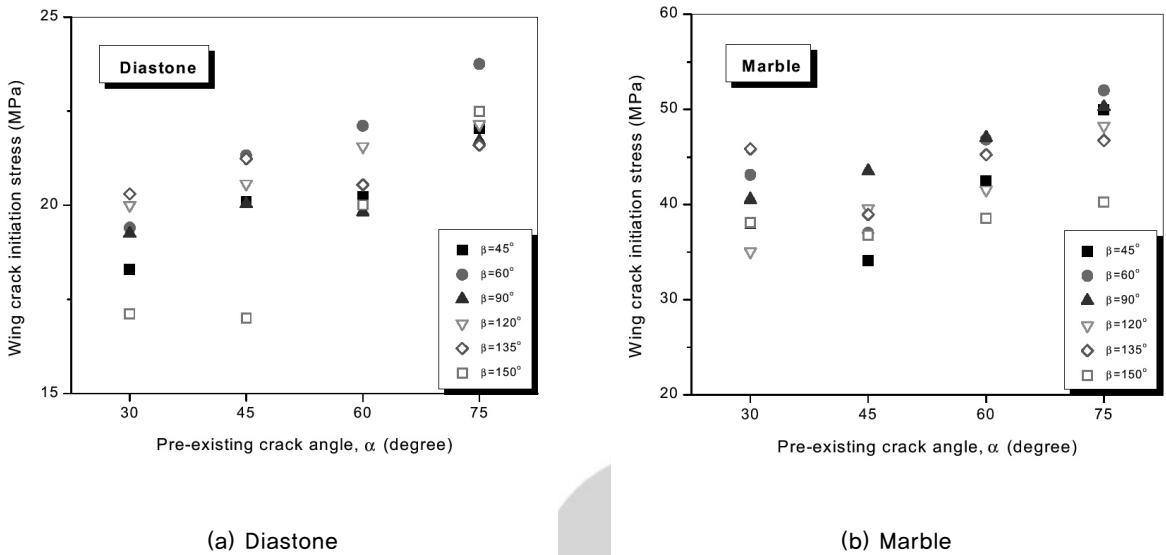 25
20
15
Diastone
β=45°
β=60°
β=90°
β=120°
β=135°
β=150°
30 45 60 75
Wing crack initiation stress (MPa)
Pre-existing crack angle, α (degree)
(a) Diastone
60
50
40
30
20
Marble
β=45°
β=60°
β=90°
β=120°
β=135°
β=150°
30 45 60 75
Wing crack initiation stress (MPa)
Pre-existing crack angle, α (degree)
(b) Marble